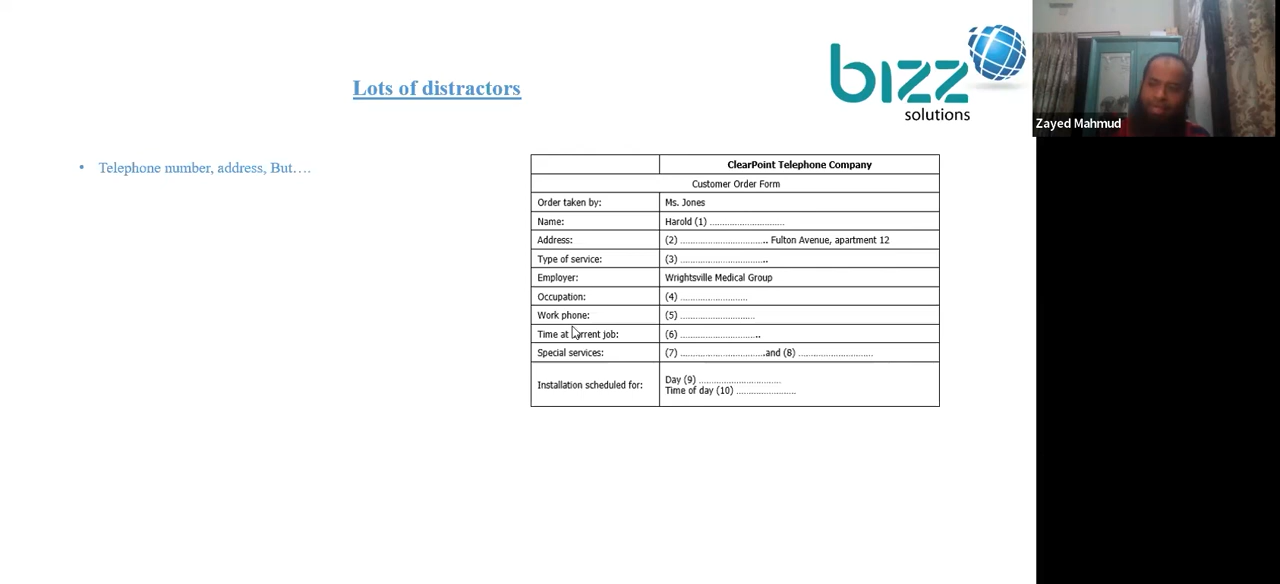 bizz
solutions
Lots of distractors
• Telephone number, address, But….
ClearPoint Telephone Company
Customer Order Form
Order taken by: Ms. Jones
Name: Harold (1) ..............................
Address: (2) ................................... Fulton Avenue, apartment 12
Type of service: (3) ...................................
Employer: Wrightsville Medical Group
Occupation: (4) ...........................
Work phone: (5) ..............................
Time at current job: (6) ................................
Special services: (7) ..................................and (8) ..............................
Installation scheduled for: Day (9) .................................
Time of day (10) ........................
Zayed Mahmud